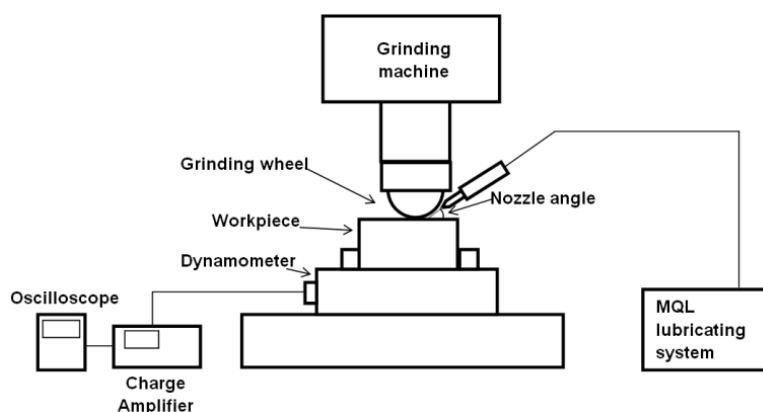 Grinding
machine
Grinding wheel
Nozzle angle
Workpiece
Dynamometer
Oscilloscope
Charge
Amplifier
MQL
lubricating
system